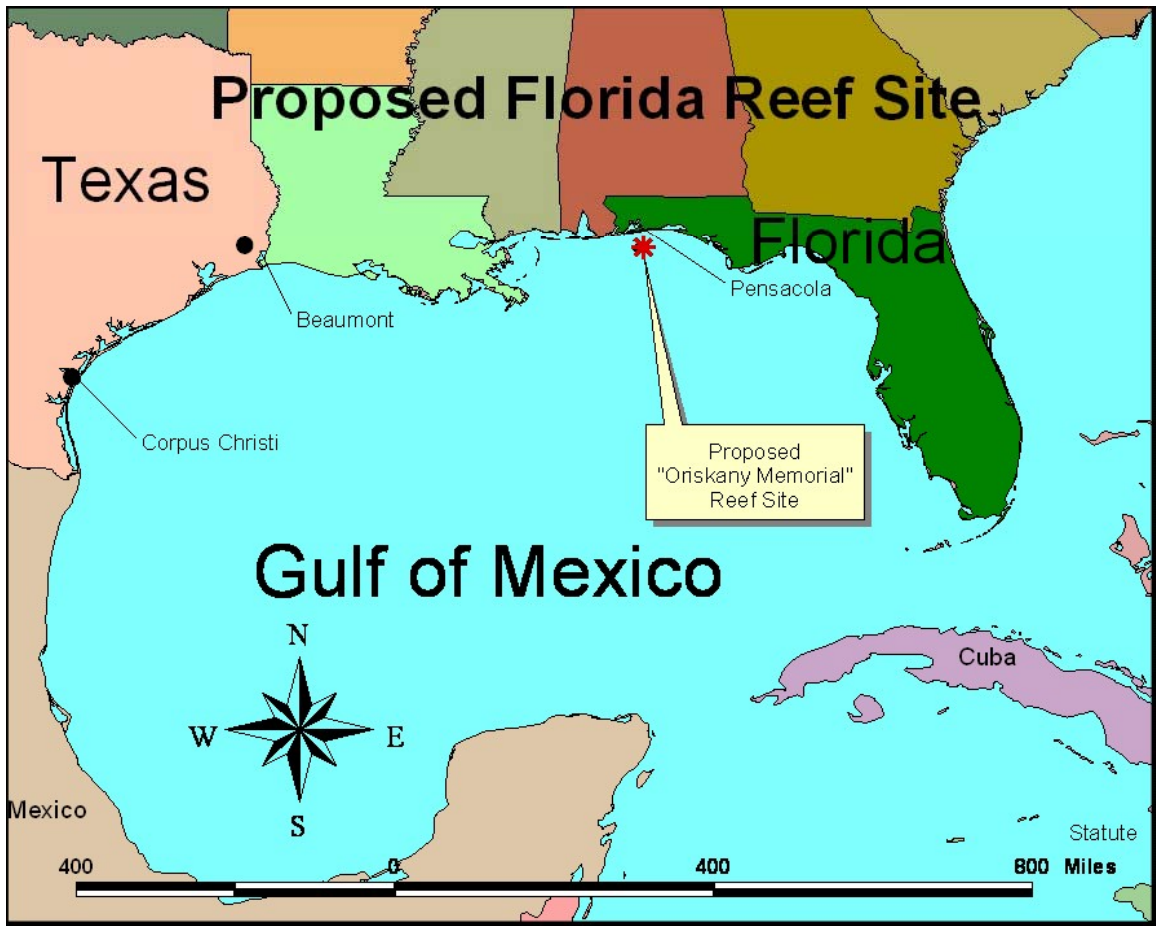 Proposed Florida Reef Site
Texas
Florida
Pensacola
Beaumont
Corpus Christi
Proposed
"Oriskany Memorial"
Reef Site
Gulf of Mexico
N
W
E
S
Cuba
Mexico
Statute
400
0
400
800 Miles